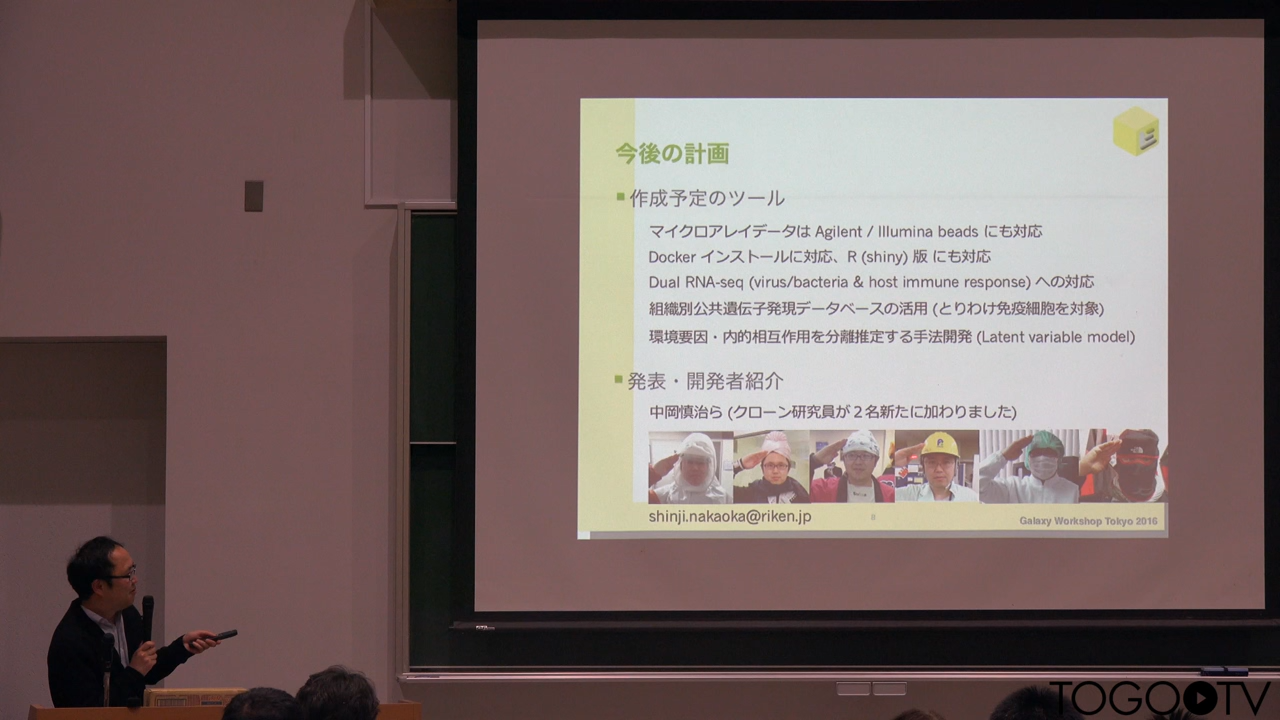 今後の計画
作成予定のツール
マイクロアレイデータは Agilent / Illumina beads にも対応
Docker インストールに対応、R (shiny) 版 にも対応
Dual RNA-seq (virus/bacteria & host immune response) への対応
組織別公共遺伝子発現データベースの活用 (とりわけ免疫細胞を対象)
環境要因・内的相互作用を分離推定する手法開発 (Latent variable model)
発表・開発者紹介
中岡慎治ら (クローン研究員が２名新たに加わりました)
shinji.nakaoka@riken.jp
8
Galaxy Workshop Tokyo 2016
TOGO TV